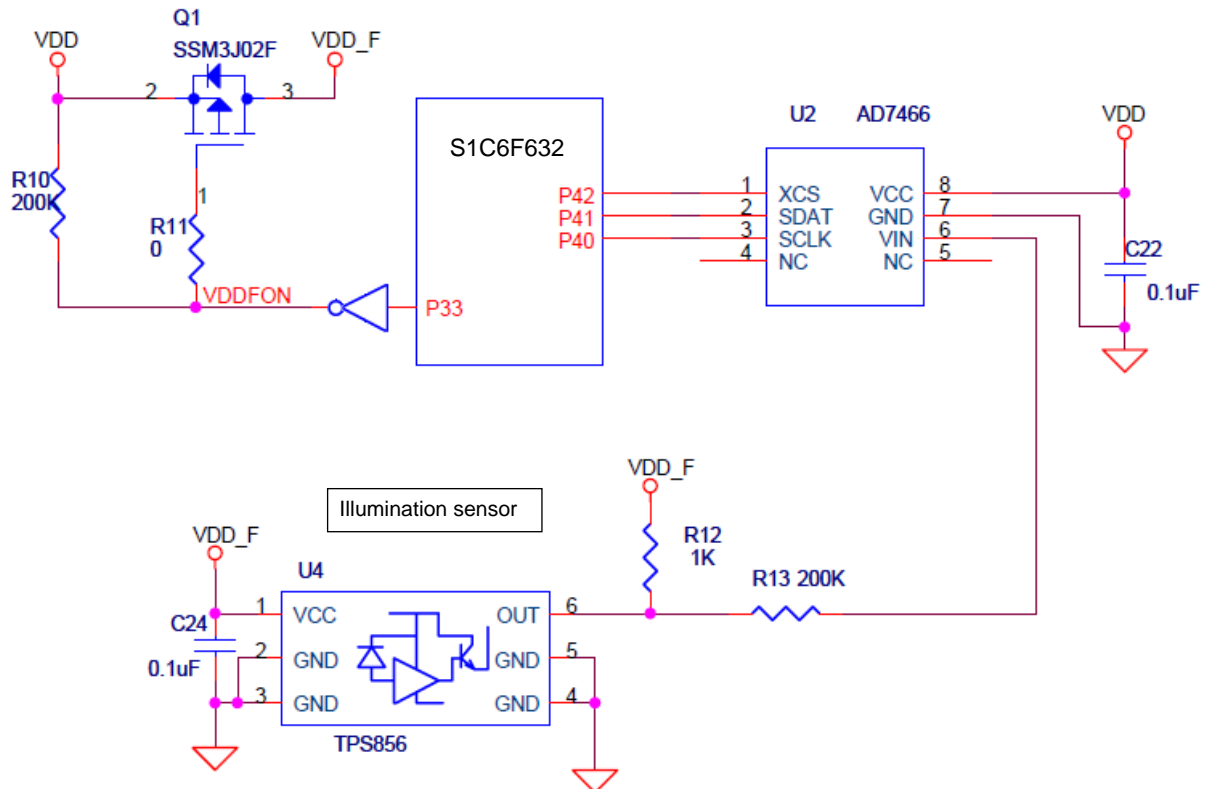 Q1
SSM3J02F
VDD
VDD_F
2
3
1
R10
200K
R11
0
VDDFON
S1C6F632
P42
P41
P40
P33
U2 AD7466
1 XCS VCC 8
2 SDAT GND 7
3 SCLK VIN 6
4 NC NC 5
VDD
C22
0.1uF
Illumination sensor
VDD_F
R12
1K
R13 200K
VDD_F
C24
0.1uF
U4
1 VCC OUT 6
2 GND GND 5
3 GND GND 4
TPS856